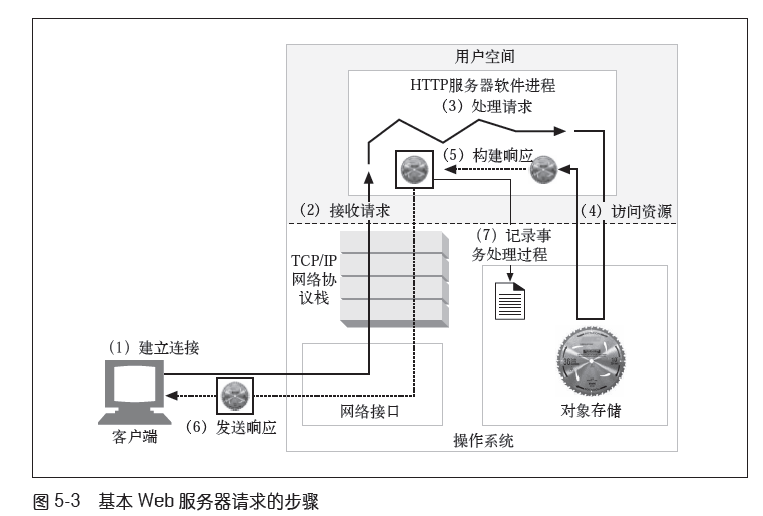 用户空间
HTTP服务器软件进程
（3）处理请求
（5）构建响应
（2）接收请求
（4）访问资源
（7）记录事
务处理过程
TCP/IP
网络协
议栈
（1）建立连接
网络接口
对象存储
（6）发送响应
客户端
操作系统
图 5-3 基本 Web 服务器请求的步骤